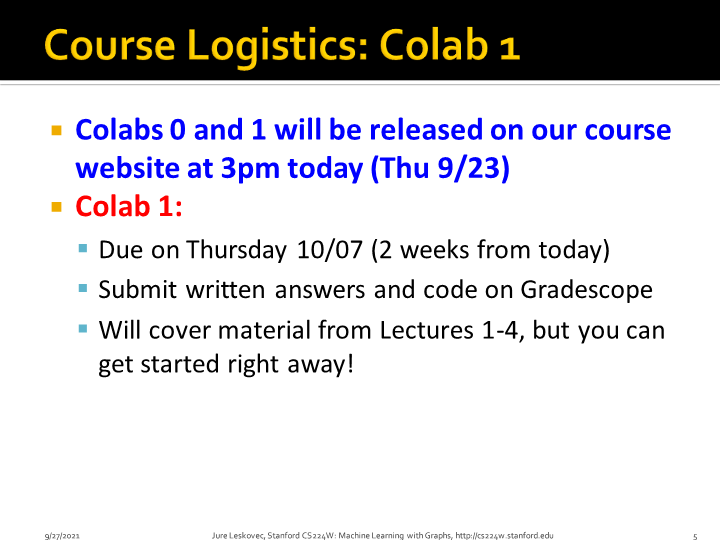 Course Logistics: Colab 1
Colabs 0 and 1 will be released on our course
website at 3pm today (Thu 9/23)
Colab 1:
Due on Thursday 10/07 (2 weeks from today)
Submit written answers and code on Gradescope
Will cover material from Lectures 1-4, but you can
get started right away!
9/27/2021
Jure Leskovec, Stanford CS224W: Machine Learning with Graphs, http://cs224w.stanford.edu
5